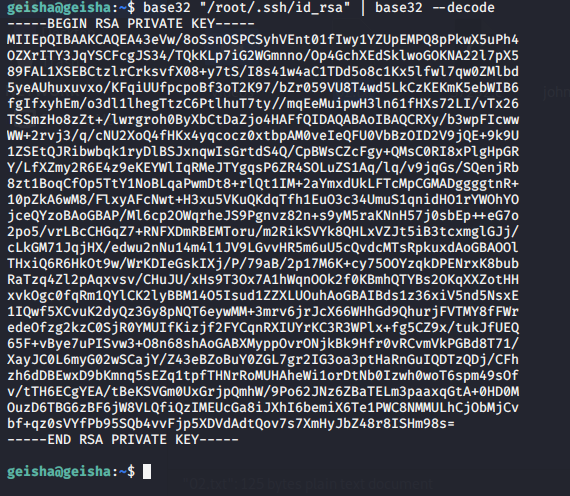 geisha@geisha:~$ base32 "/root/.ssh/id_rsa" | base32 --decode
-----BEGIN RSA PRIVATE KEY-----
MIIEpQIBAAKCAQEA43eVw/8oSsnOSPCSyhVEnt01fIwy1YZUpEMPQ8pPkwX5uPh4
OZXrITY3JqYSCFcgJS34/TQkKLp7iG2WGmnno/Op4GchXEdSklwoGOKNA22l7pX5
89FAL1XSEBCtzlrCrksvfX08+y7tS/I8s41w4aC1TDd5o8c1Kx5lfwl7qw0ZMlbd
5yeAUhuxuvxo/KFqiUUfpcpoBf3oT2K97/bZr059VU8T4wd5LkCzKEKmK5ebWIB6
fgIfxyhEm/o3dl1lhegTtzC6PtlhuT7ty//mqEeMuipwH3ln61fHXs72LI/vTx26
TSSmzHo8zZt+/lwrgroh0ByXbCtDaZjo4HAFfQIDAQABAoIBAQCRXy/b3wpFIcww
WW+2rvj3/q/cNU2XoQ4fHKx4yqcocz0xtbpAM0veIeQFU0VbBzOID2V9jQE+9k9U
1ZSEtQJRibwbqk1ryDlBSJxnqwIsGrtdS4Q/CpBWsCZcFgy+QMsC0RI8xPlgHpGR
Y/LfXZmy2R6E4z9eKEYWlIqRMeJTYgqsP6ZR4SOLuZS1Aq/lq/v9jqGs/SQenjRb
8zt1BoqCfOp5TtY1NoBLqaPwmDt8+rlQt1IM+2aYmxdUkLFTcMpCGMADggggtnR+
10pZkA6wM8/FlxyAFcNwt+H3xu5VKuQKdqTfh1EuO3c34UmuS1qnidHO1rYWOhYO
jceQYzoBAoGBAP/Ml6cp2OWqrheJS9Pgnvz82n+s9yM5raKNnH57j0sbEp++eG7o
2po5/vrLBcCHGqZ7+RNFXDmRBEMToru/m2RikSVYk8QHLxVZJt5iB3tcxmglGJj/
cLkGM71JqjHX/edwu2nNu14m4l1JV9LGvvHR5m6uU5cQvdcMTsRpkuxdAoGBAOOl
THxiQ6R6HkOt9w/WrKDIeGskIXj/P/79aB/2p17M6K+cy75OOYzqkDPENrxK8bub
RaTzq4Zl2pAqxvsv/CHuJU/xHs9T3Ox7A1hWqnOOk2f0KBmhQTYBs2OKqXXZotHH
xvkOgc0fqRm1QYlCK2lyBBM14O5Isud1ZZXLUOuhAoGBAIBds1z36xiV5nd5NsxE
1IQwf5XCvuK2dyQz3Gy8pNQT6eywMM+3mrv6jrJcX66WHhGd9QhurjFVTMY8fFWr
edeOfzg2kzC0SjR0YMUIfKizjf2FYCqnRXIUYrKC3R3WPlx+fg5CZ9x/tukJfUEQ
65F+vBye7uPISvw3+O8n68shAoGABXMyppOvrONjkBk9Hfr0vRCvmVkPGBd8T71/
XayJC0L6myG02wSCajY/Z43eBZoBuY0ZGL7gr2IG3oa3ptHaRnGuIQDTzQDj/CFh
zh6dDBEwxD9bKmnq5sEZq1tpfTHNrRoMUHAheWi1orDtNb0Izwh0woT6spm49sOf
v/tTH6ECgYEA/tBeKSVGm0UxGrjpQmhW/9Po62JNz6ZBaTELm3paaxqGtA+0HD0M
OuzD6TBG6zBF6jW8VLQfiQzIMEUcGa8iJXhI6bemiX6Te1PWC8NMMULhCjObMjCv
bf+qz0sVYfPb95SQb4vvFjp5XDVdAdtQov7s7XmHyJbZ48r8ISHm98s=
-----END RSA PRIVATE KEY-----
geisha@geisha:~$